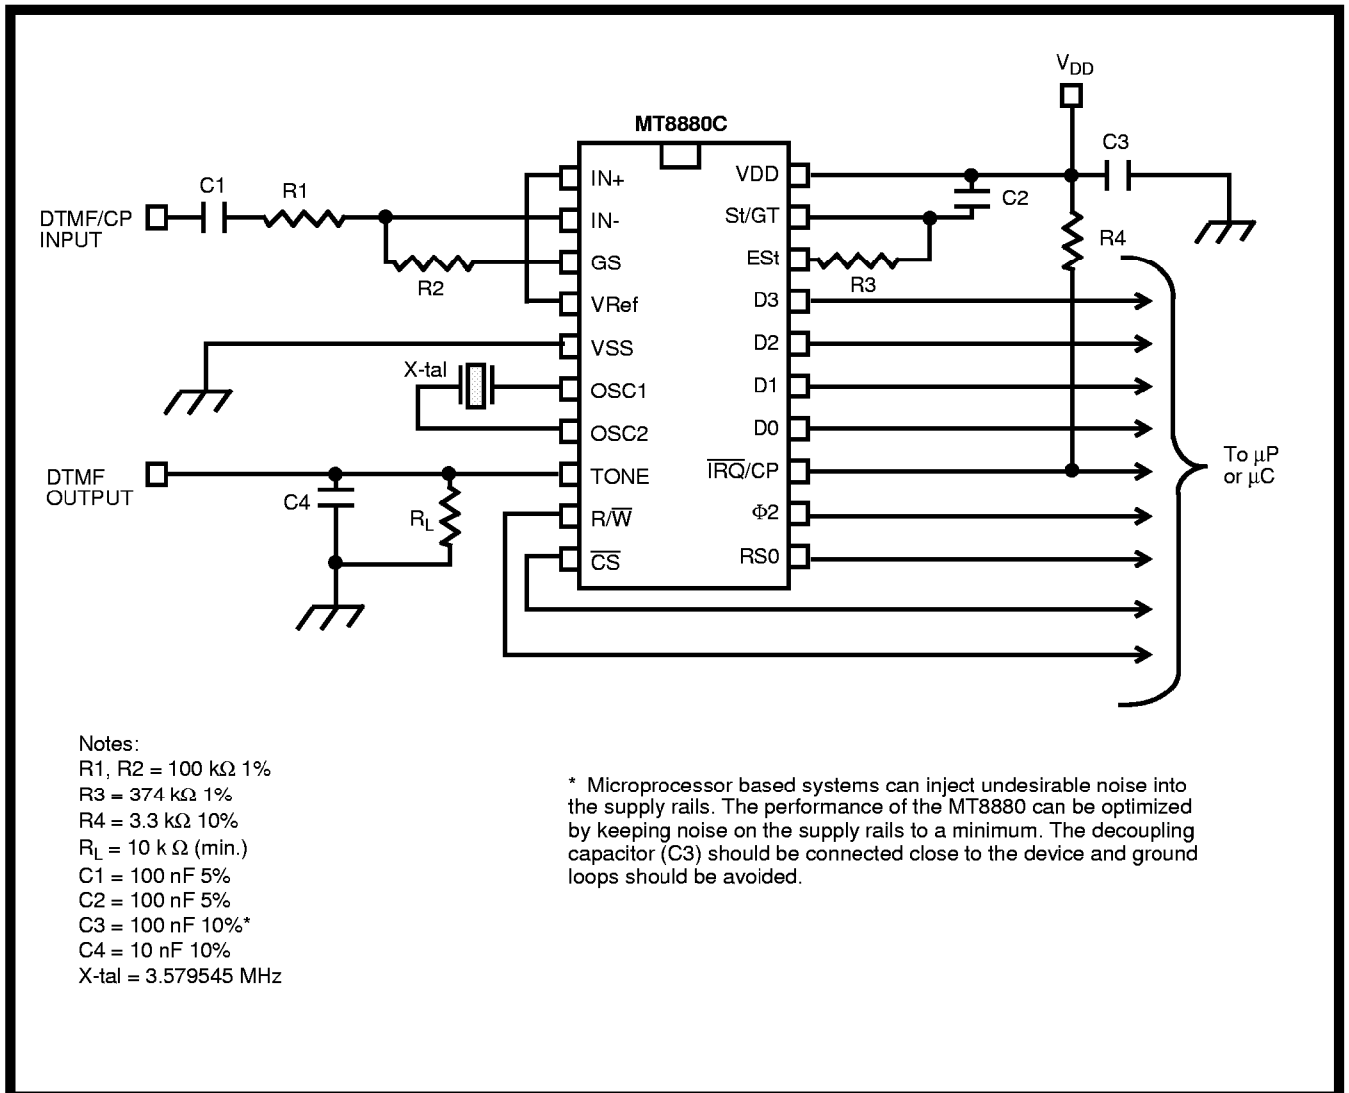 V_DD
MT8880C
C3
C1
R1
IN+
VDD
C2
DTMF/CP
INPUT
IN-
St/GT
R4
R2
GS
ESt
R3
VRef
D3
VSS
D2
X-tal
OSC1
D1
OSC2
D0
To μP
or μC
DTMF
OUTPUT
C4
R_L
TONE
I̅R̅Q̅/CP
R/W̅
Φ2
C̅S̅
RS0
Notes:
R1, R2 = 100 kΩ 1%
R3 = 374 kΩ 1%
R4 = 3.3 kΩ 10%
R_L = 10 k Ω (min.)
C1 = 100 nF 5%
C2 = 100 nF 5%
C3 = 100 nF 10%*
C4 = 10 nF 10%
X-tal = 3.579545 MHz
* Microprocessor based systems can inject undesirable noise into
the supply rails. The performance of the MT8880 can be optimized
by keeping noise on the supply rails to a minimum. The decoupling
capacitor (C3) should be connected close to the device and ground
loops should be avoided.